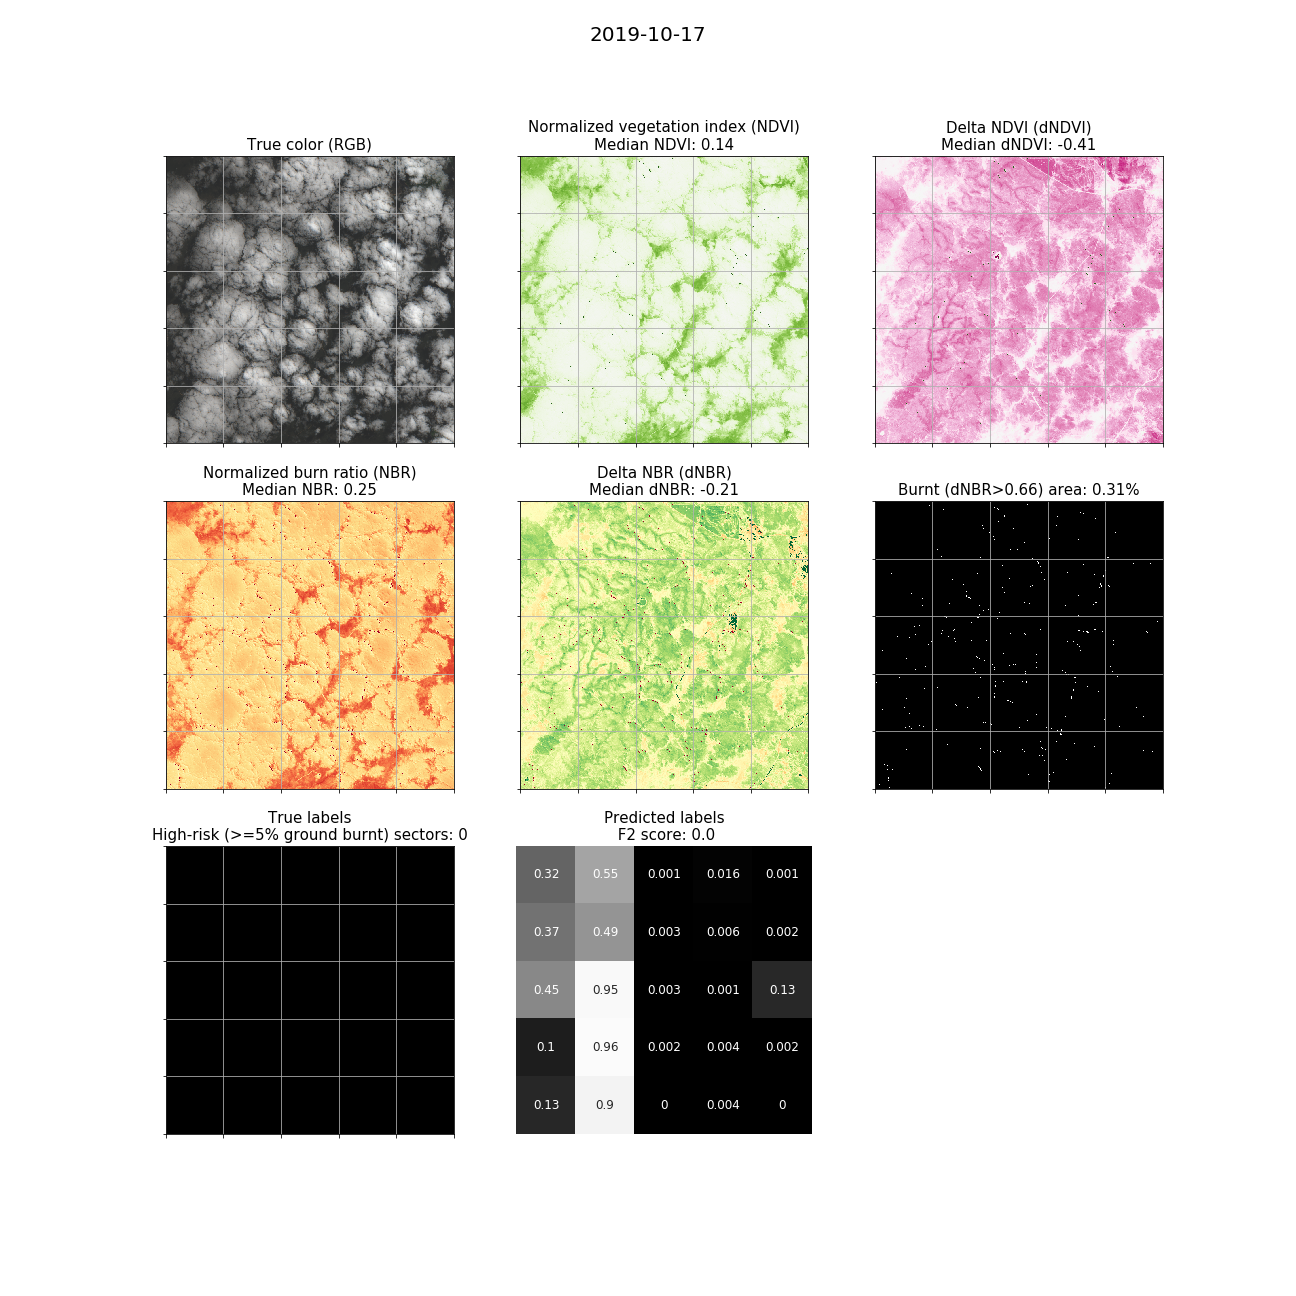 2019-10-17
True color (RGB)
Normalized vegetation index (NDVI)
Median NDVI: 0.14
Delta NDVI (dNDVI)
Median dNDVI: -0.41
Normalized burn ratio (NBR)
Median NBR: 0.25
Delta NBR (dNBR)
Median dNBR: -0.21
Burnt (dNBR>0.66) area: 0.31%
True labels
High-risk (>=5% ground burnt) sectors: 0
Predicted labels
F2 score: 0.0
0.32 0.55 0.001 0.016 0.001
0.37 0.49 0.003 0.006 0.002
0.45 0.95 0.003 0.001 0.13
0.1 0.96 0.002 0.004 0.002
0.13 0.9 0 0.004 0